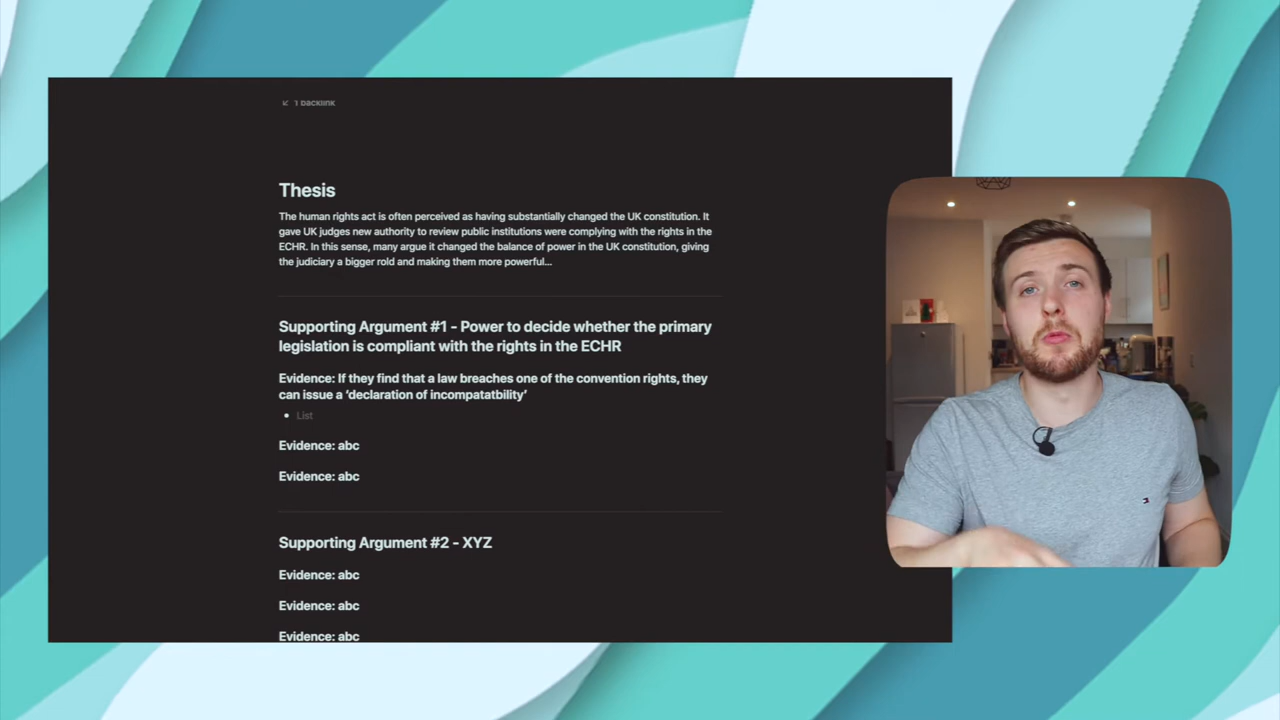 1 backlink
Thesis
The human rights act is often perceived as having substantially changed the UK constitution. It
gave UK judges new authority to review public institutions were complying with the rights in the
ECHR. In this sense, many argue it changed the balance of power in the UK constitution, giving
the judiciary a bigger rold and making them more powerful...
Supporting Argument #1 - Power to decide whether the primary
legislation is compliant with the rights in the ECHR
Evidence: If they find that a law breaches one of the convention rights, they
can issue a ‘declaration of incompatatbility’
List
Evidence: abc
Evidence: abc
Supporting Argument #2 - XYZ
Evidence: abc
Evidence: abc
Evidence: abc